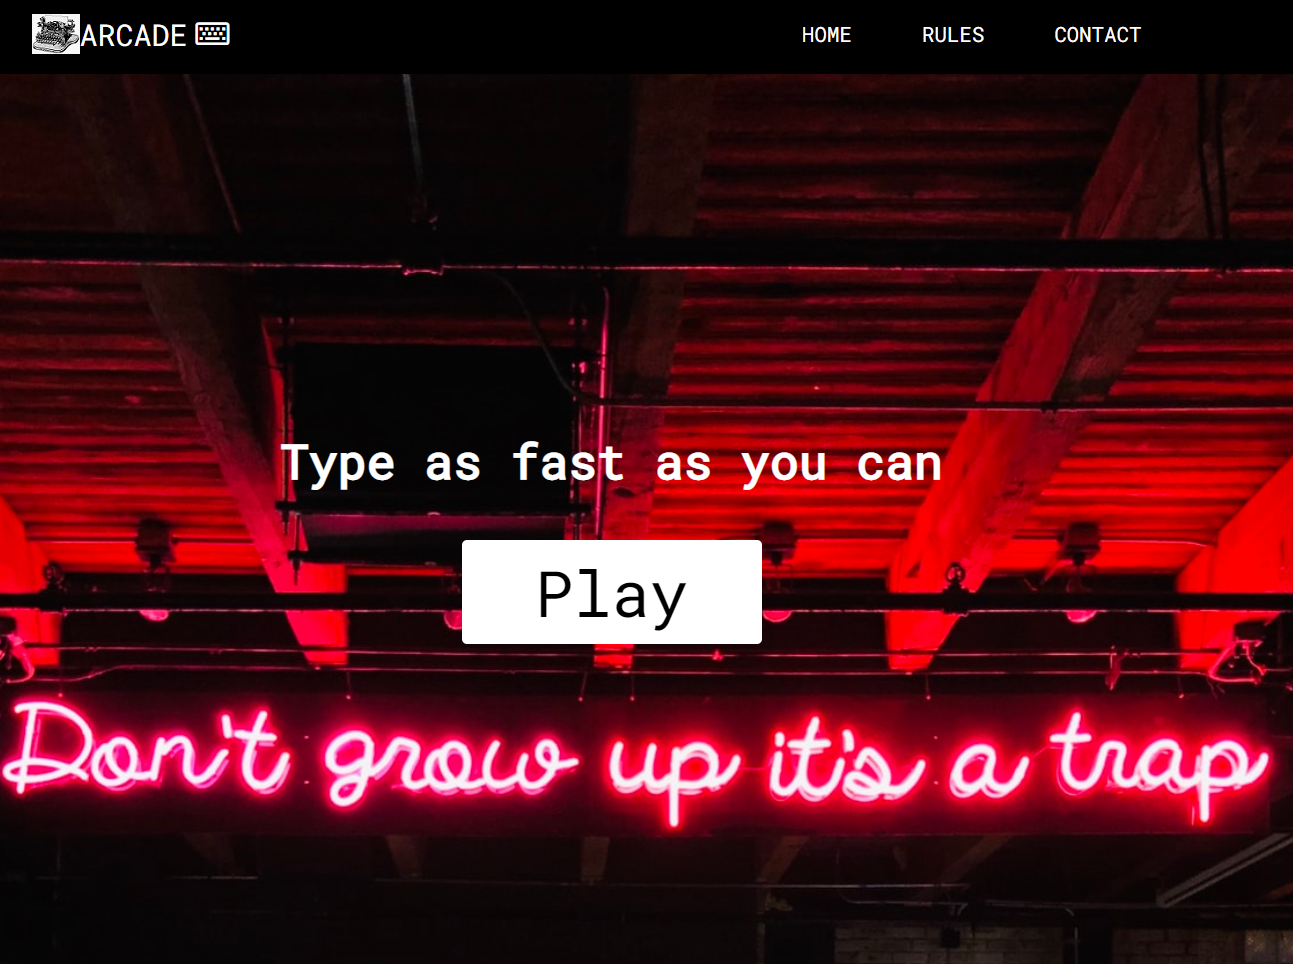 ARCADE
HOME RULES CONTACT
Type as fast as you can
Play
Don't grow up it's a trap